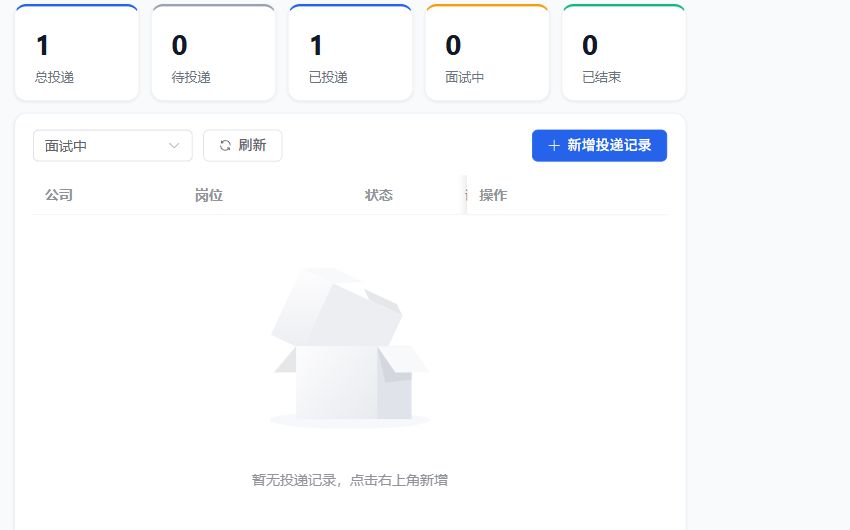 1
总投递
0
待投递
1
已投递
0
面试中
0
已结束
面试中
刷新
新增投递记录
公司
岗位
状态
操作
暂无投递记录，点击右上角新增